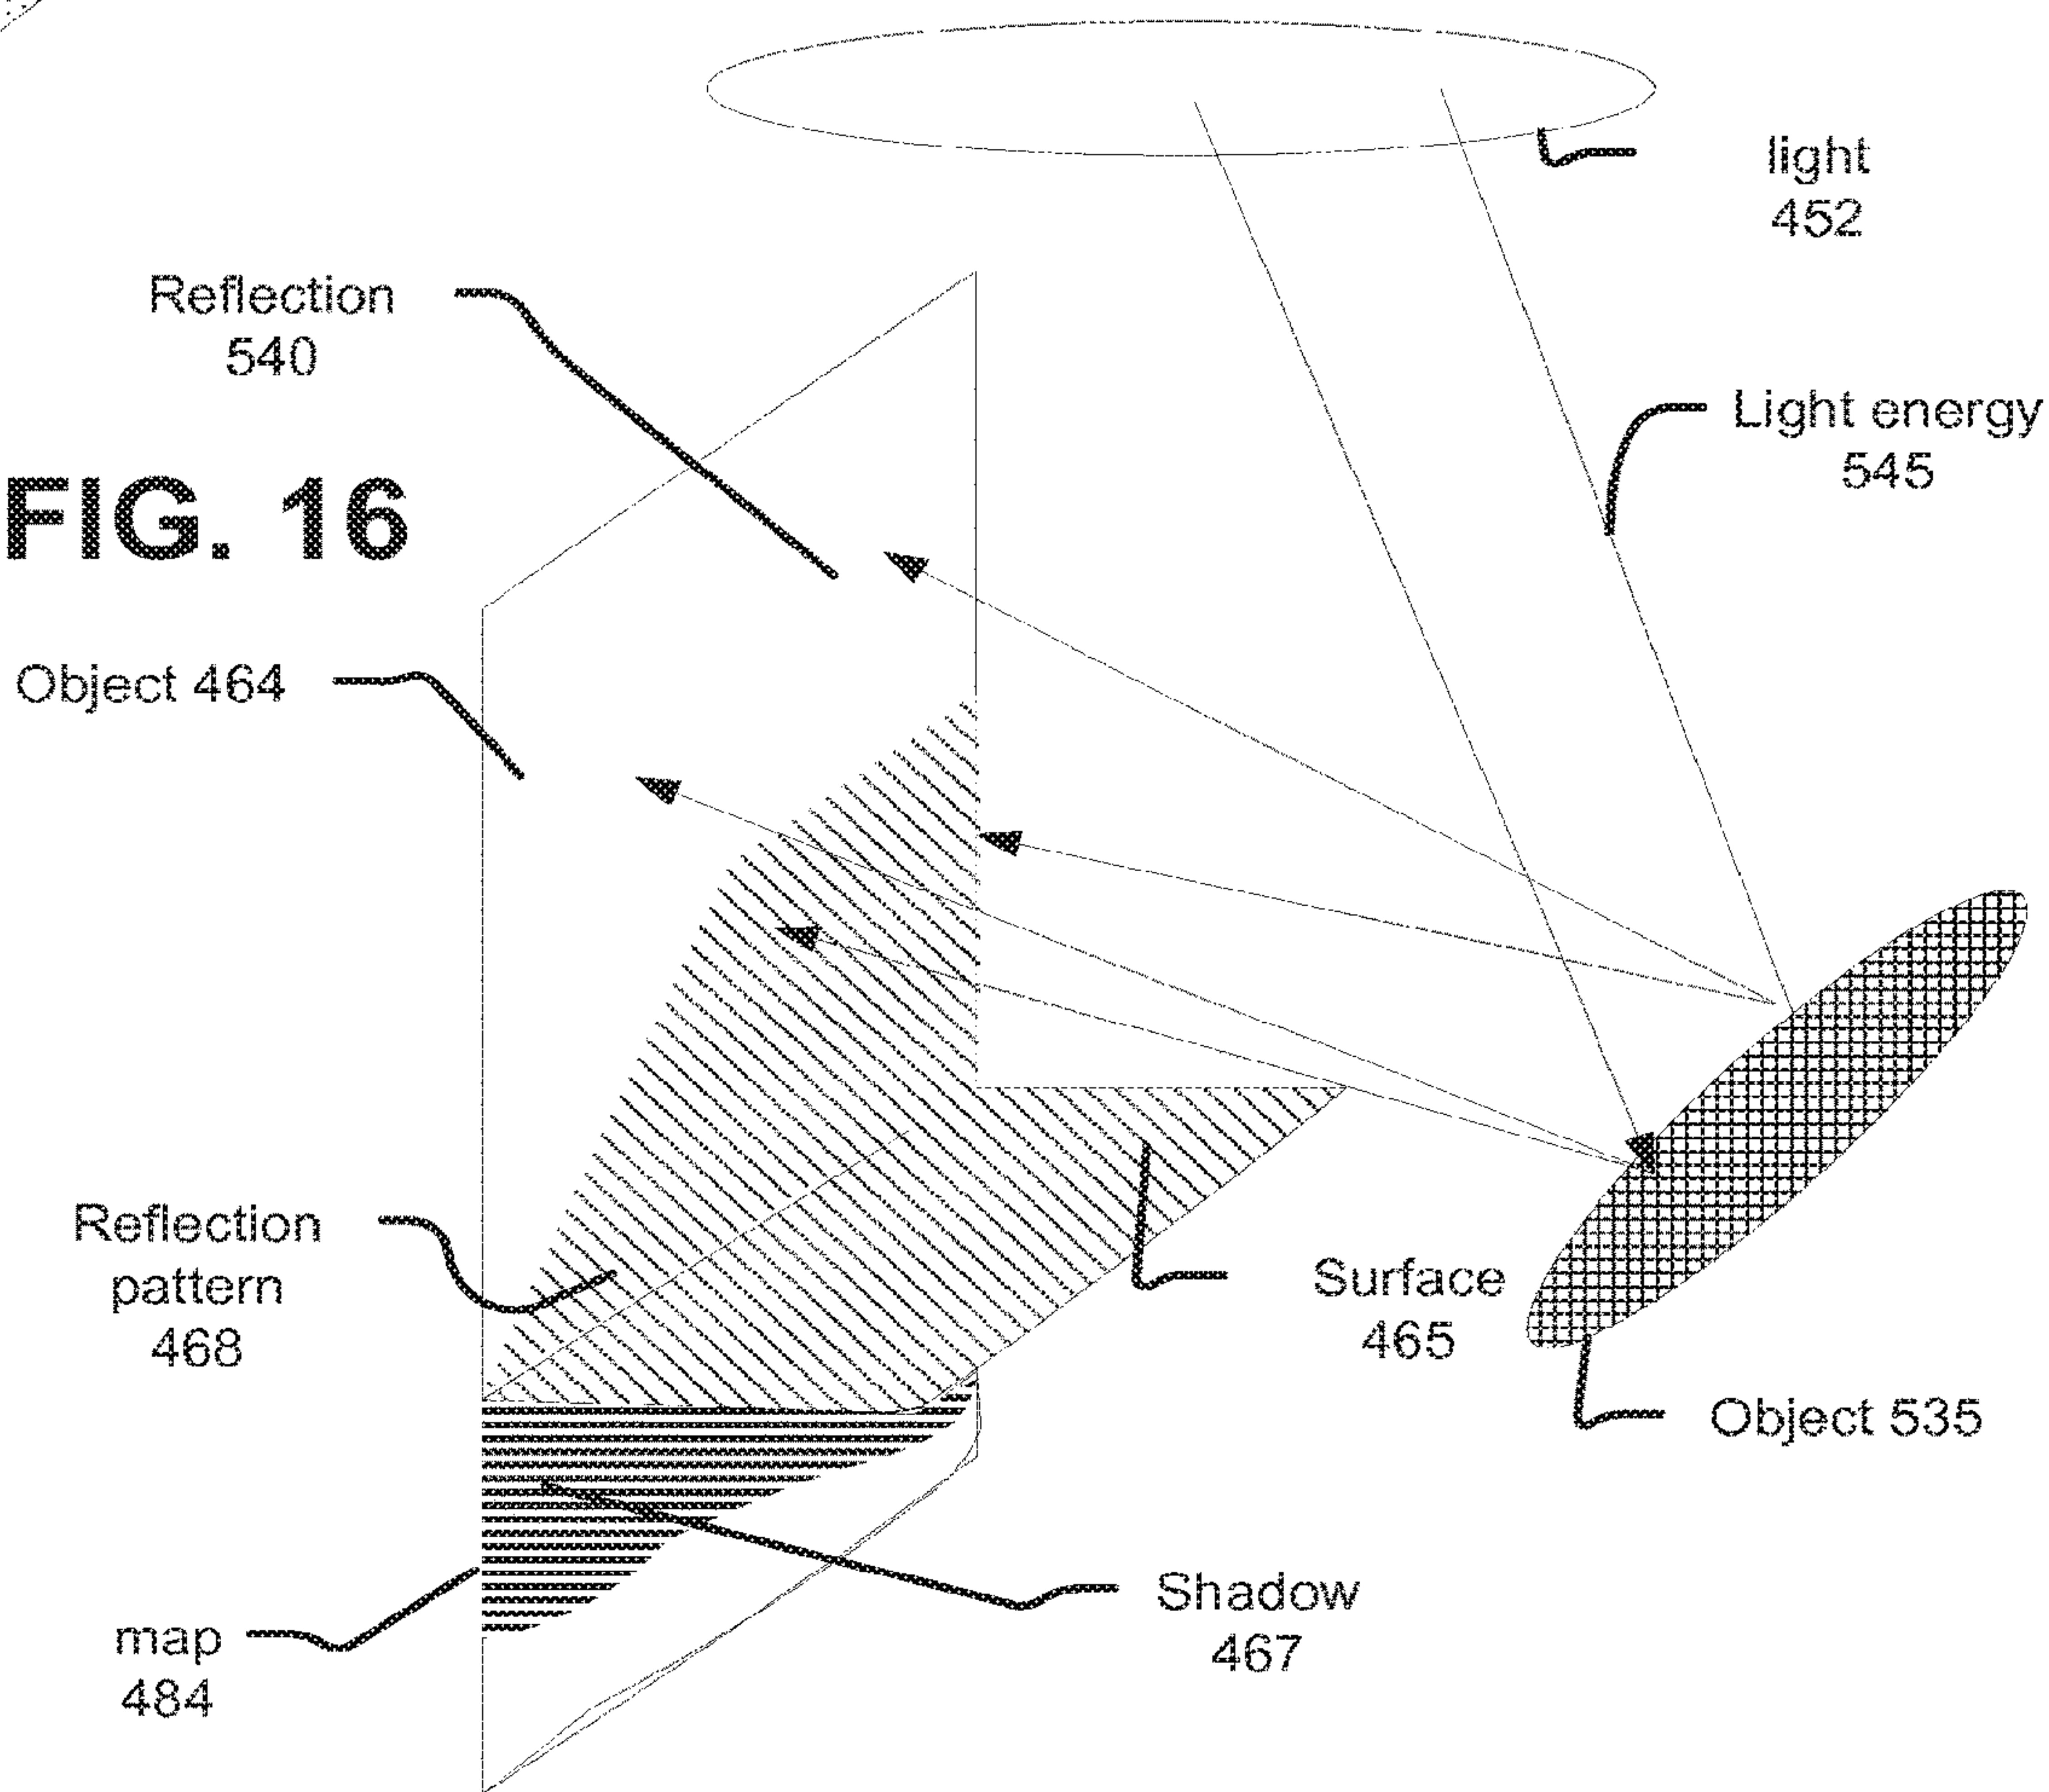 light
452
Reflection
540
Light energy
545
FIG. 16
Object 464
Reflection
pattern
468
Surface
465
Object 535
Shadow
467
map
484